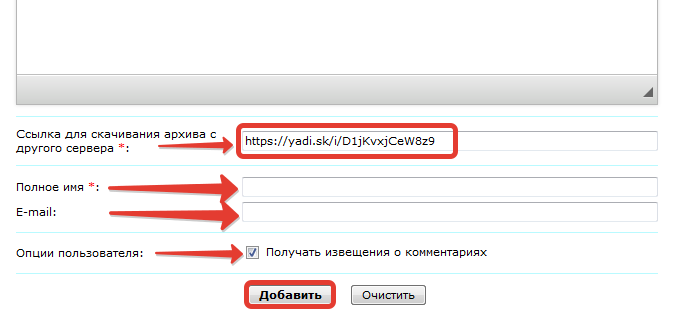 Ссылка для скачивания архива с
другого сервера *:
https://yadi.sk/i/D1jKvxjCeW8z9
Полное имя *:
E-mail:
Опции пользователя:
Получать извещения о комментариях
Добавить
Очистить